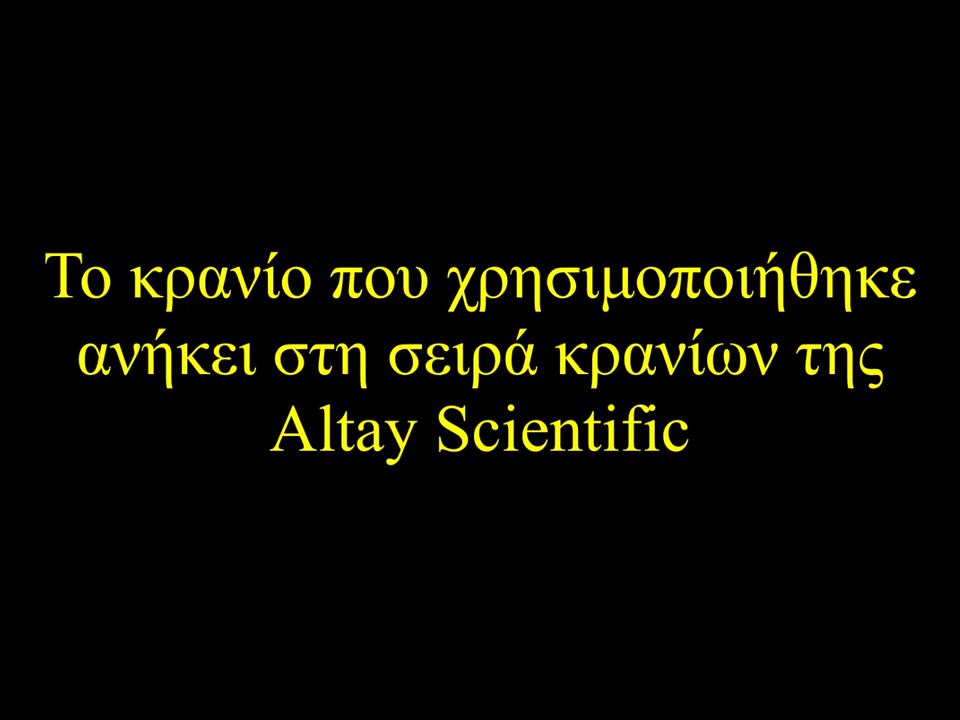 Το κρανίο που χρησιμοποιήθηκε
ανήκει στη σειρά κρανίων της
Altay Scientific